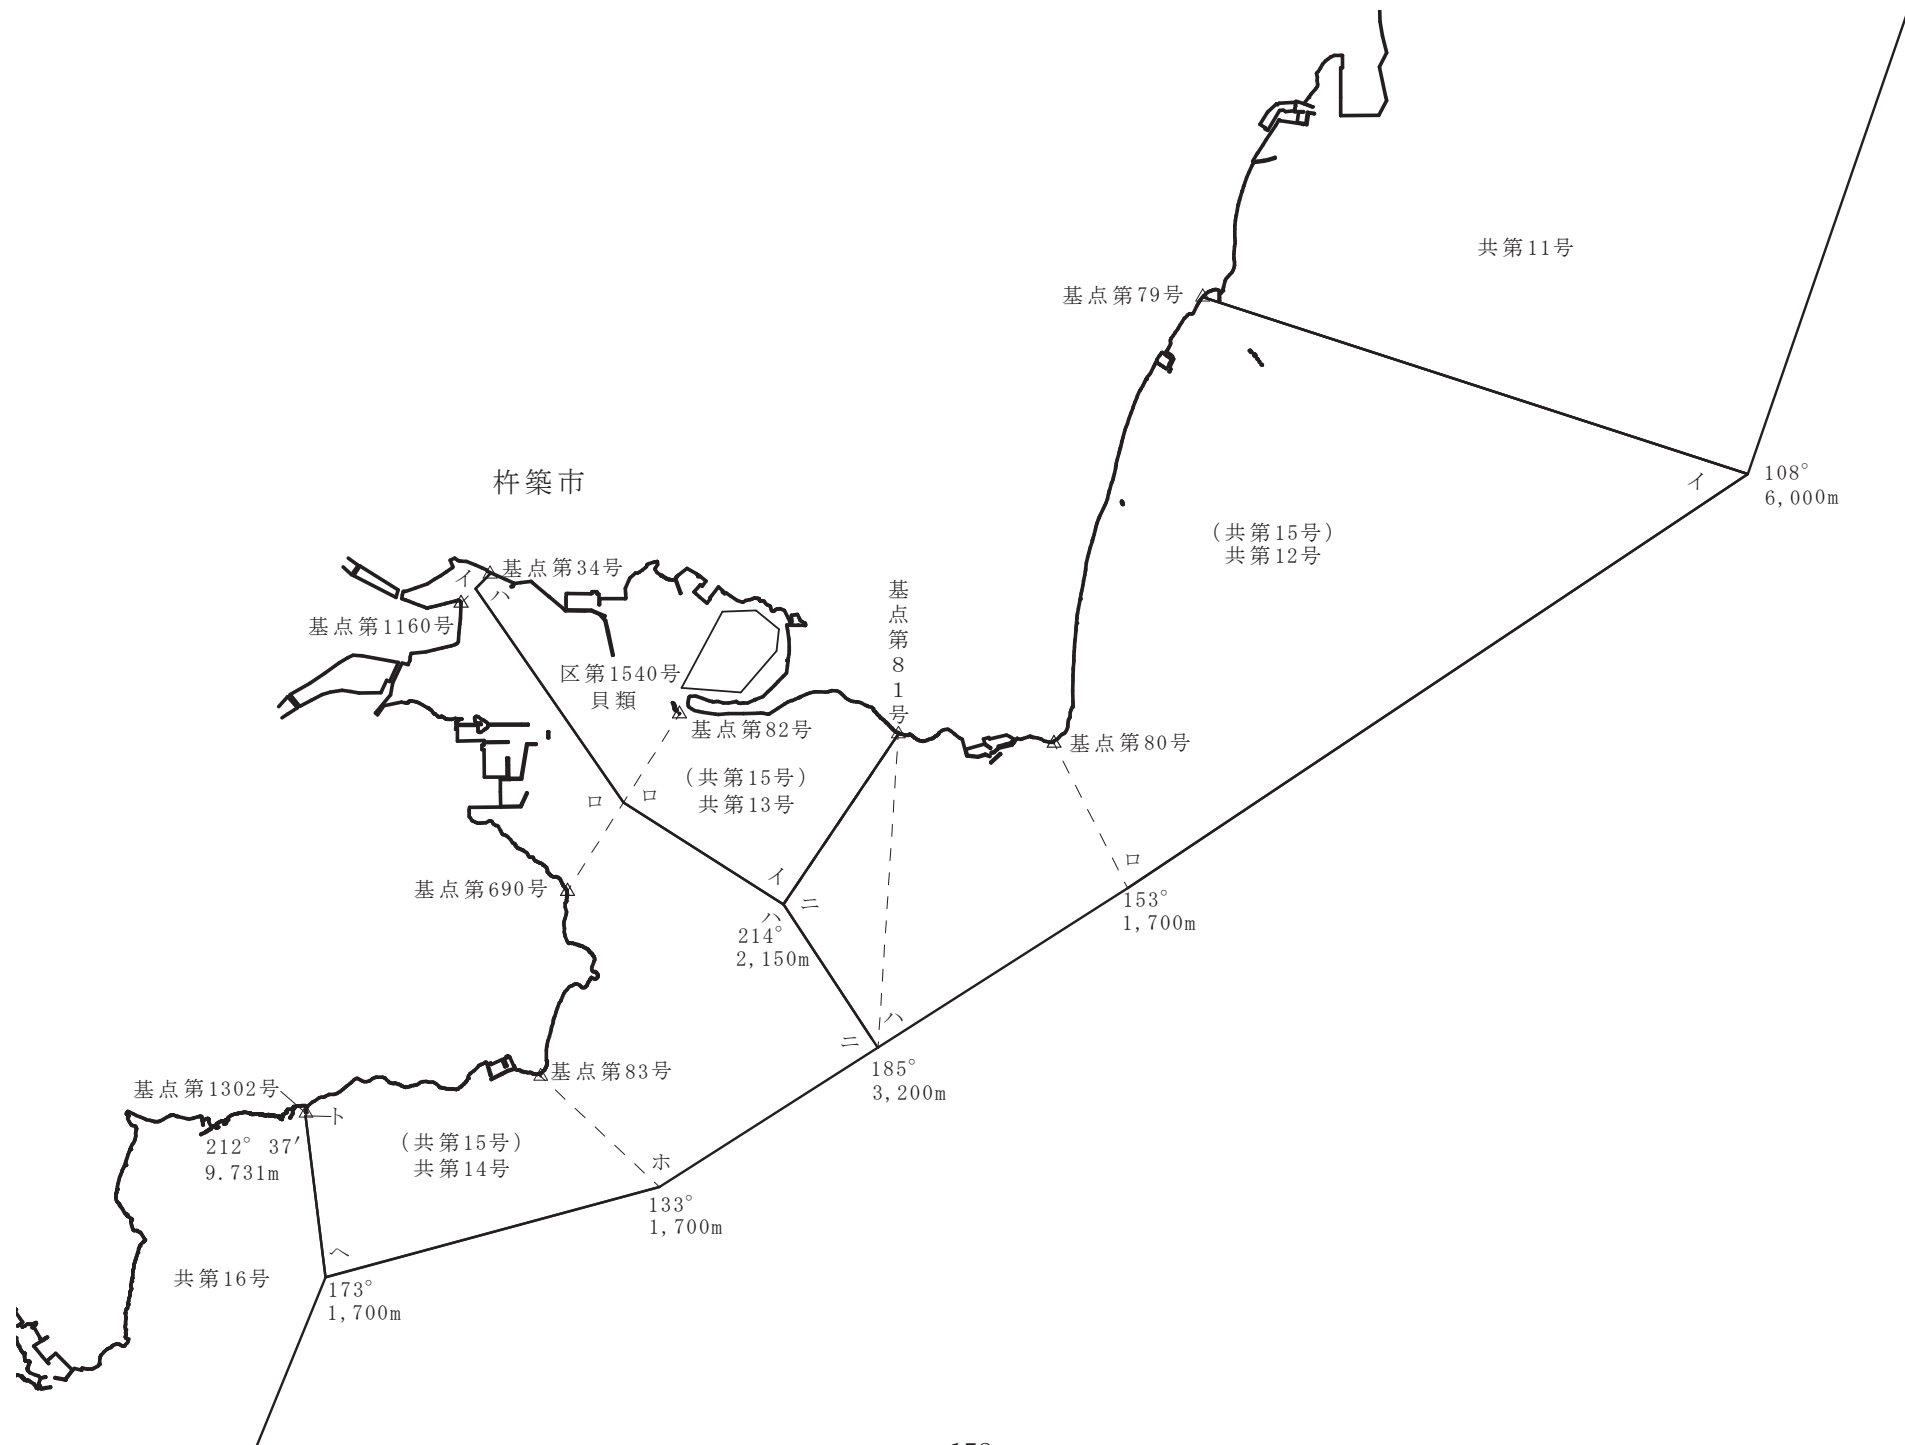 共第11号
基点第79号
イ
108°
6,000m
杵築市
(共第15号)
共第12号
イ
基点第34号
ハ
基点第1160号
基点第81号
区第1540号
貝類
基点第82号
基点第80号
(共第15号)
共第13号
ロ
ロ
イ
ニ
ハ
214°
2,150m
ロ
153°
1,700m
基点第690号
ハ
ニ
185°
3,200m
基点第83号
基点第1302号
ト
212° 37′
9.731m
(共第15号)
共第14号
ホ
133°
1,700m
ヘ
173°
1,700m
共第16号